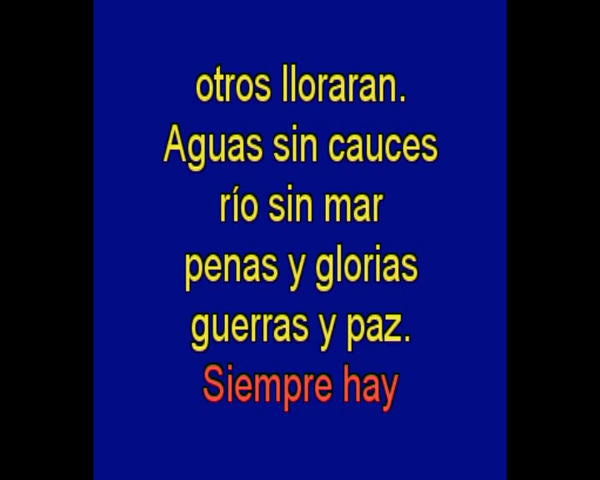 otros lloraran.
Aguas sin cauces
río sin mar
penas y glorias
guerras y paz.
Siempre hay